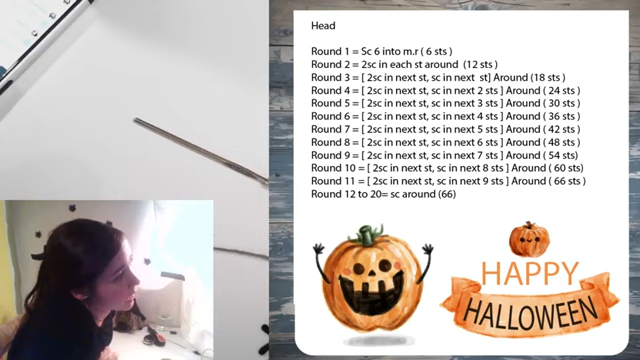 Head
Round 1 = Sc 6 into m.r ( 6 sts )
Round 2 = 2sc in each st around (12 sts )
Round 3 = [ 2sc in next st, sc in next st] Around (18 sts )
Round 4 = [ 2sc in next st, sc in next 2 sts ] Around ( 24 sts )
Round 5 = [ 2sc in next st, sc in next 3 sts ] Around ( 30 sts )
Round 6 = [ 2sc in next st, sc in next 4 sts ] Around ( 36 sts )
Round 7 = [ 2sc in next st, sc in next 5 sts ] Around ( 42 sts )
Round 8 = [ 2sc in next st, sc in next 6 sts ] Around ( 48 sts )
Round 9 = [ 2sc in next st, sc in next 7 sts ] Around ( 54 sts)
Round 10 = [ 2sc in next st, sc in next 8 sts ] Around ( 60 sts)
Round 11 = [ 2sc in next st, sc in next 9 sts ] Around ( 66 sts )
Round 12 to 20= sc around (66)
HAPPY
HALLOWEEN